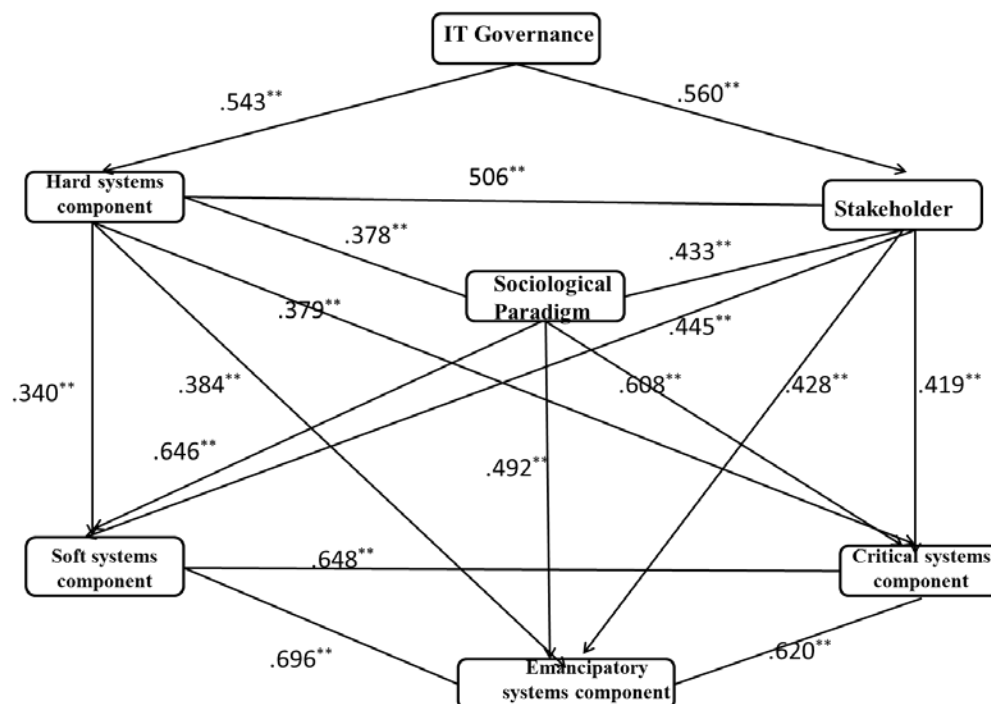 IT Governance
.543**
.560**
Hard systems
component
506**
Stakeholder
.378**
.433**
Sociological
Paradigm
.379**
.445**
.340**
.384**
.608**
.428**
.419**
.646**
.492**
Soft systems
component
.648**
Critical systems
component
.696**
.620**
Emancipatory
systems component